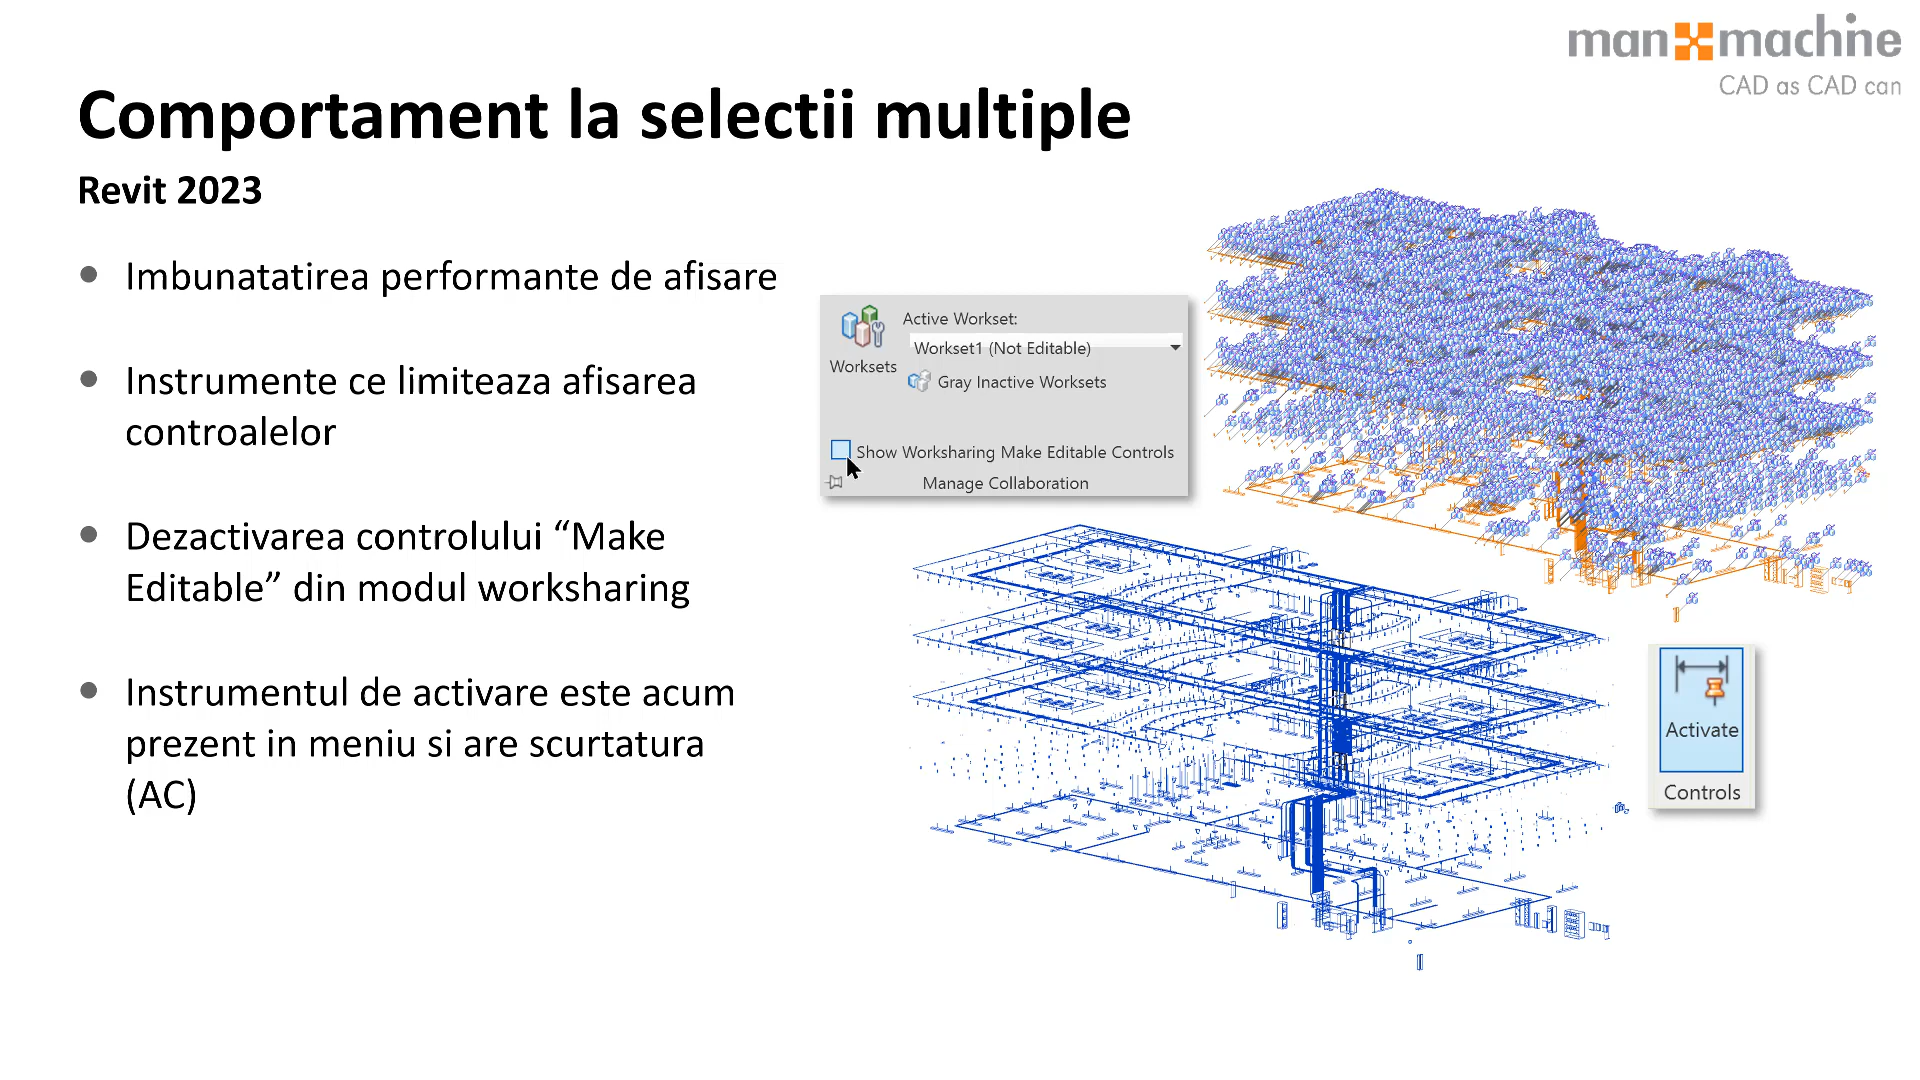 man machine
CAD as CAD can
Comportament la selectii multiple
Revit 2023
Imbunatatirea performante de afisare
Instrumente ce limiteaza afisarea
controalelor
Dezactivarea controlului “Make
Editable” din modul worksharing
Instrumentul de activare este acum
prezent in meniu si are scurtatura
(AC)
Worksets
Active Workset:
Workset1 (Not Editable)
Gray Inactive Worksets
Show Worksharing Make Editable Controls
Manage Collaboration
Activate
Controls